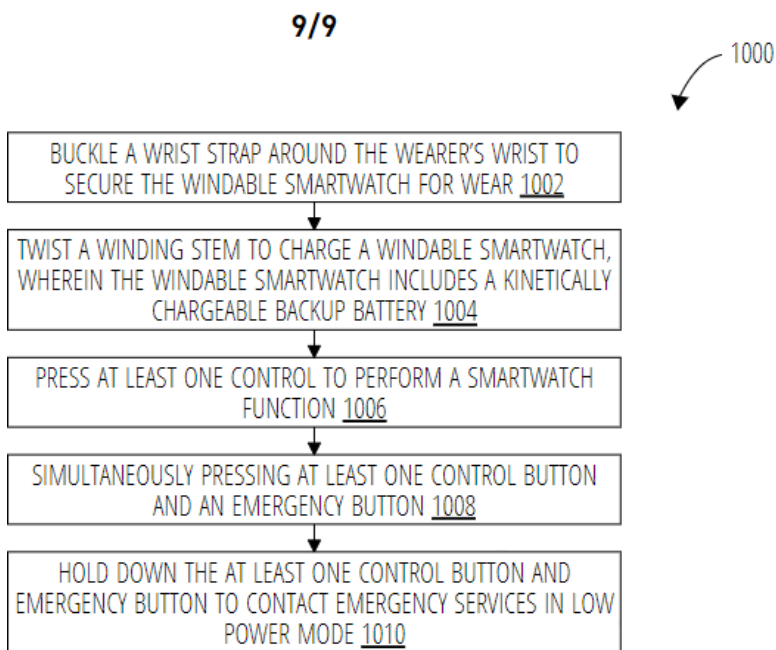 9/9
1000
BUCKLE A WRIST STRAP AROUND THE WEARER'S WRIST TO
SECURE THE WINDABLE SMARTWATCH FOR WEAR 1002
TWIST A WINDING STEM TO CHARGE A WINDABLE SMARTWATCH,
WHEREIN THE WINDABLE SMARTWATCH INCLUDES A KINETICALLY
CHARGEABLE BACKUP BATTERY 1004
PRESS AT LEAST ONE CONTROL TO PERFORM A SMARTWATCH
FUNCTION 1006
SIMULTANEOUSLY PRESSING AT LEAST ONE CONTROL BUTTON
AND AN EMERGENCY BUTTON 1008
HOLD DOWN THE AT LEAST ONE CONTROL BUTTON AND
EMERGENCY BUTTON TO CONTACT EMERGENCY SERVICES IN LOW
POWER MODE 1010